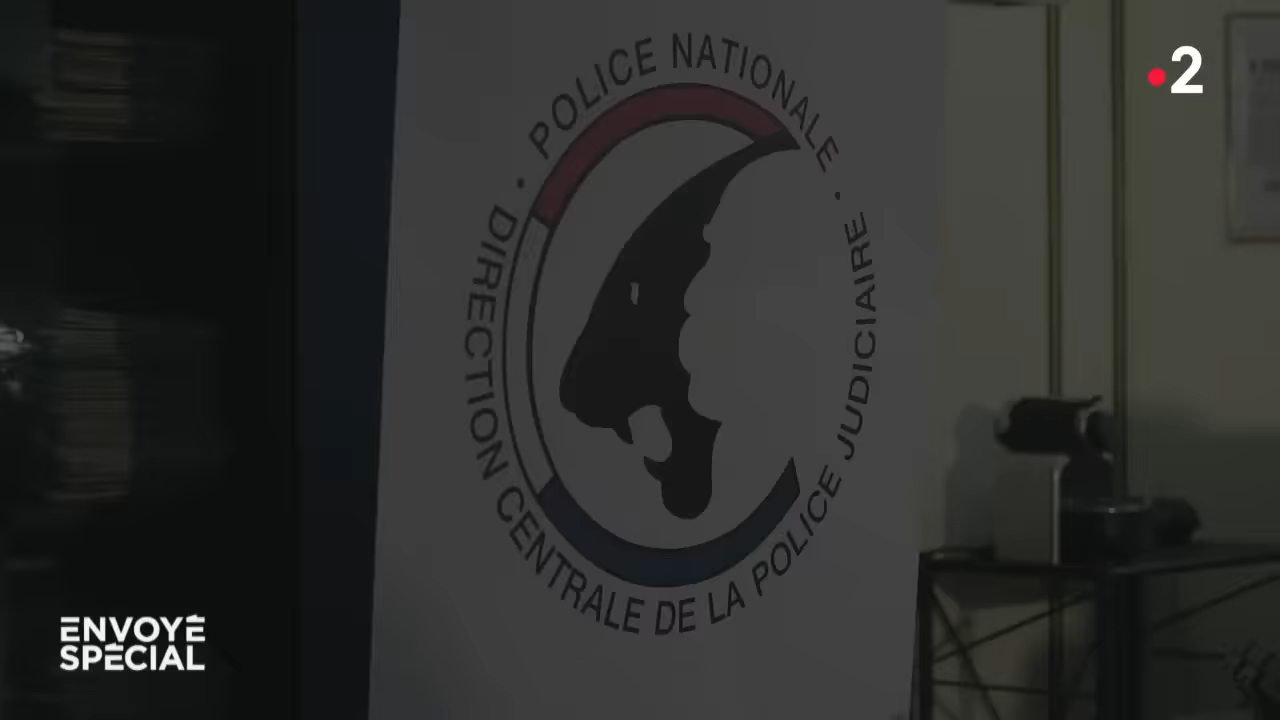 POLICE NATIONALE
DIRECTION CENTRALE DE LA POLICE JUDICIAIRE
2
ENVOYÉ
SPÉCIAL